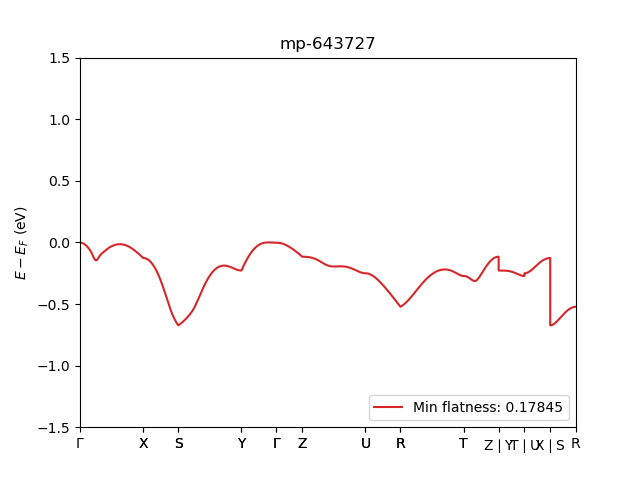 mp-643727
E − E_F (eV)
1.5
1.0
0.5
0.0
−0.5
−1.0
−1.5
Min flatness: 0.17845
Γ X S Y Γ Z U R T Z | Y T | U X | S R